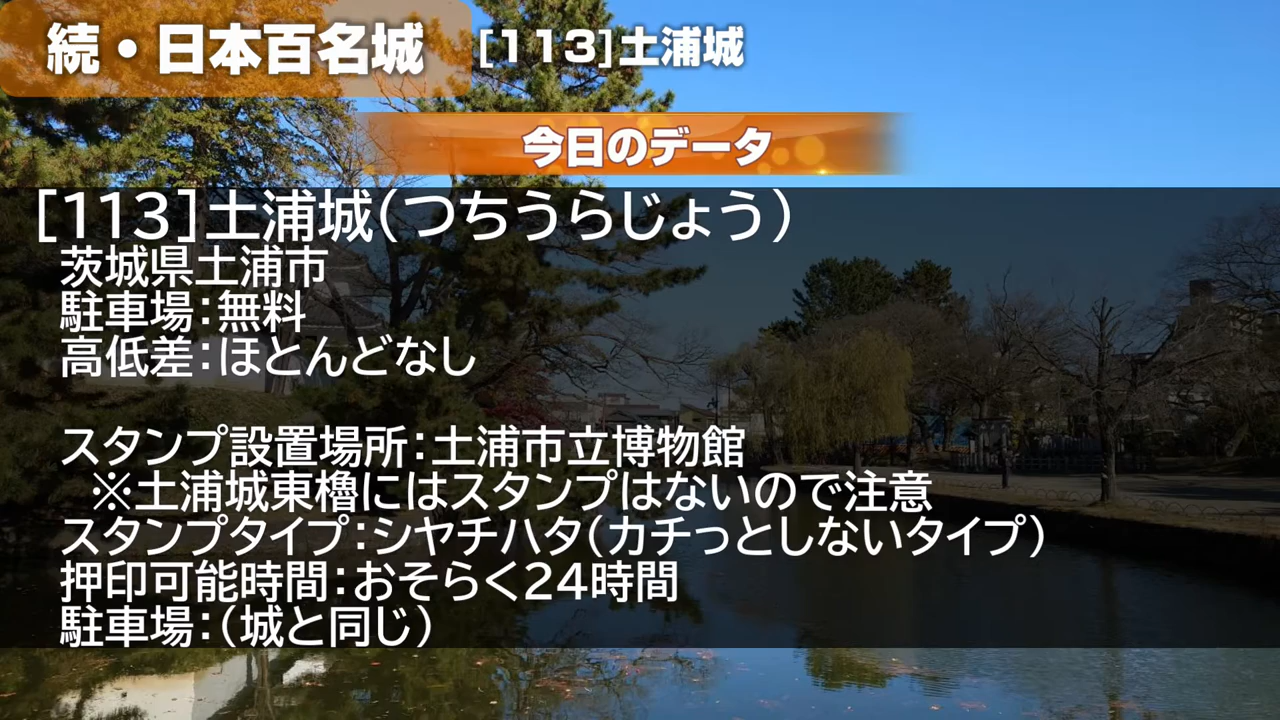 続・日本百名城
[113]土浦城
今日のデータ
[113]土浦城(つちうらじょう)
茨城県土浦市
駐車場:無料
高低差:ほとんどなし
スタンプ設置場所:土浦市立博物館
※土浦城東櫓にはスタンプはないので注意
スタンプタイプ:シヤチハタ(カチっとしないタイプ)
押印可能時間:おそらく24時間
駐車場:(城と同じ)